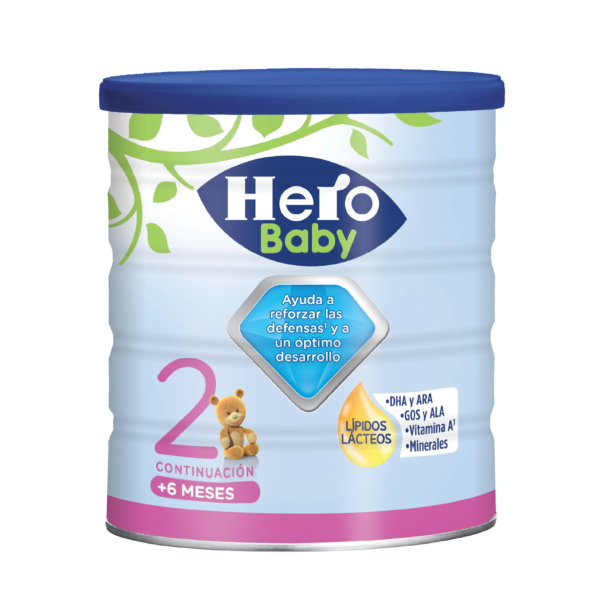 Hero
Baby
Ayuda a
reforzar las
defensas¹ y a
un óptimo
desarrollo
2
CONTINUACIÓN
+6 MESES
LÍPIDOS
LÁCTEOS
•DHA y ARA
•GOS y ALA
•Vitamina A¹
•Minerales